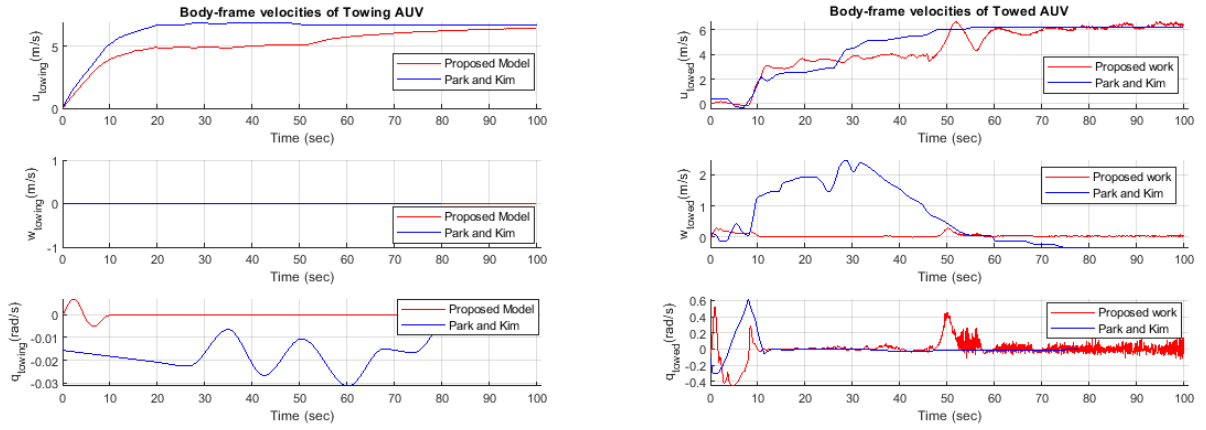 Body-frame velocities of Towing AUV
u_towing(m/s)
5
0
Proposed Model
Park and Kim
0 10 20 30 40 50 60 70 80 90 100
Time (sec)
w_towing(m/s)
1
0
-1
Proposed Model
Park and Kim
0 10 20 30 40 50 60 70 80 90 100
Time (sec)
q_towing(rad/s)
0
-0.01
-0.02
-0.03
Proposed Model
Park and Kim
0 10 20 30 40 50 60 70 80 90 100
Time (sec)
Body-frame velocities of Towed AUV
u_towed(m/s)
6
4
2
0
Proposed work
Park and Kim
0 10 20 30 40 50 60 70 80 90 100
Time (sec)
w_towed(m/s)
2
1
0
Proposed work
Park and Kim
0 10 20 30 40 50 60 70 80 90 100
Time (sec)
q_towed(rad/s)
0.6
0.4
0.2
0
-0.2
-0.4
Proposed work
Park and Kim
0 10 20 30 40 50 60 70 80 90 100
Time (sec)